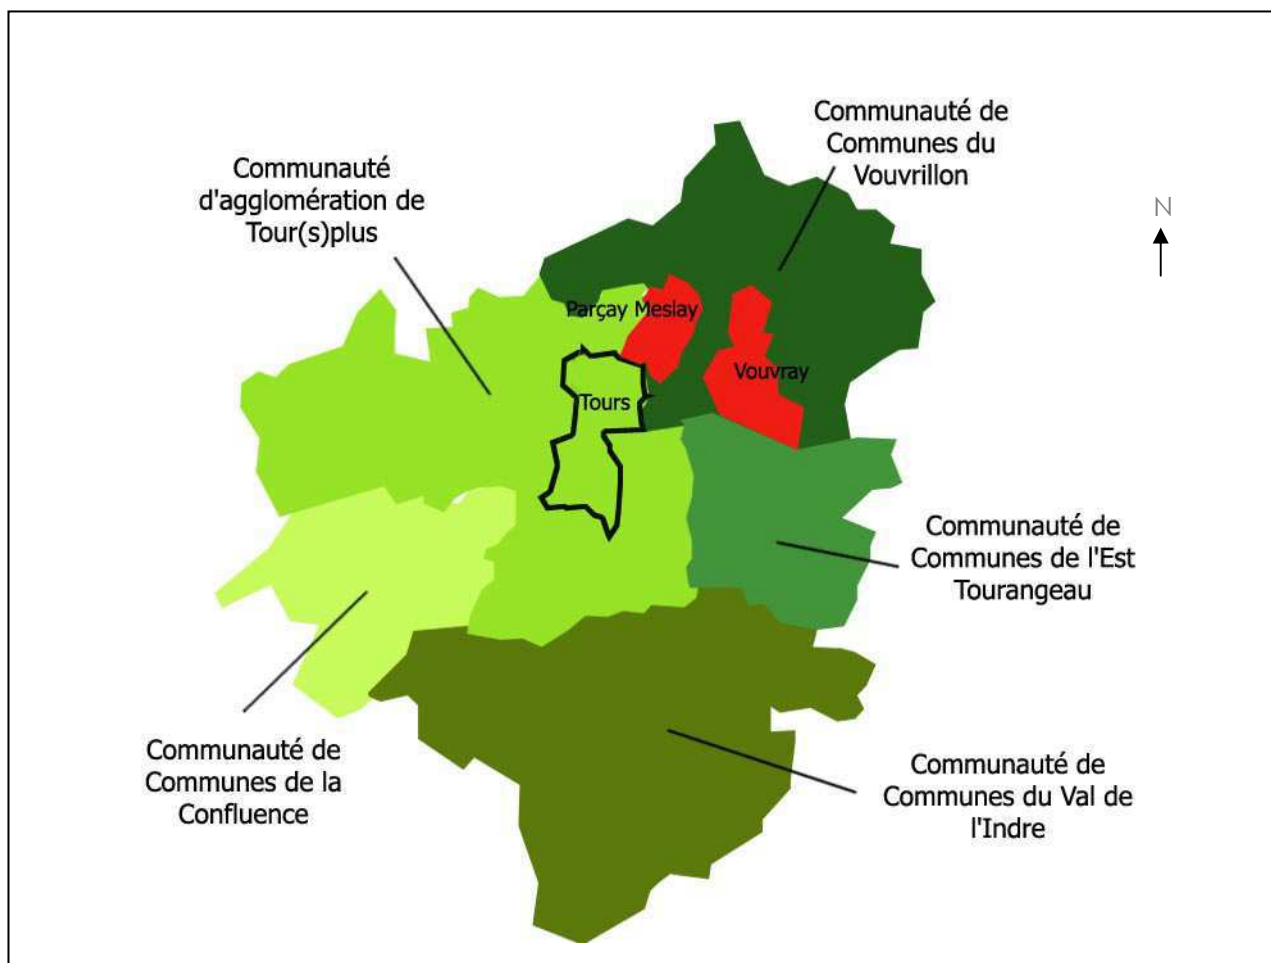 Communauté de
Communes du
Vouvrillon
Communauté
d'agglomération de
Tour(s)plus
N
Parçay Meslay
Vouvray
Tours
Communauté de
Communes de l'Est
Tourangeau
Communauté de
Communes de la
Confluence
Communauté de
Communes du Val de
l'Indre